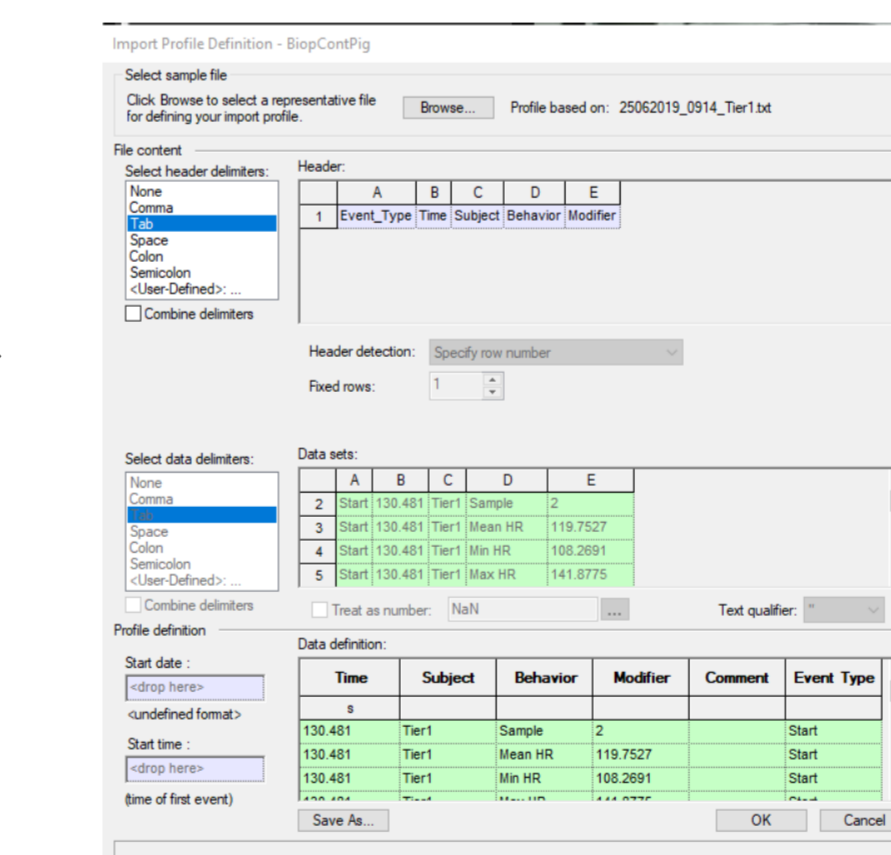 Import Profile Definition - BiopContPig
Select sample file
Click Browse to select a representative file
for defining your import profile.
Browse...
Profile based on: 25062019_0914_Tier1.txt
File content
Select header delimiters:
None
Comma
Tab
Space
Colon
Semicolon
<User-Defined>: ...
Combine delimiters
Header:
A B C D E
1 Event_Type Time Subject Behavior Modifier
Header detection: Specify row number
Fixed rows: 1
Select data delimiters:
None
Comma
Tab
Space
Colon
Semicolon
<User-Defined>: ...
Combine delimiters
Data sets:
A B C D E
2 Start 130.481 Tier1 Sample 2
3 Start 130.481 Tier1 Mean HR 119.7527
4 Start 130.481 Tier1 Min HR 108.2691
5 Start 130.481 Tier1 Max HR 141.8775
Treat as number: NaN ... Text qualifier: "
Profile definition
Start date :
<drop here>
<undefined format>
Start time :
<drop here>
(time of first event)
Data definition:
Time Subject Behavior Modifier Comment Event Type
s
130.481 Tier1 Sample 2 Start
130.481 Tier1 Mean HR 119.7527 Start
130.481 Tier1 Min HR 108.2691 Start
Save As... OK Cancel